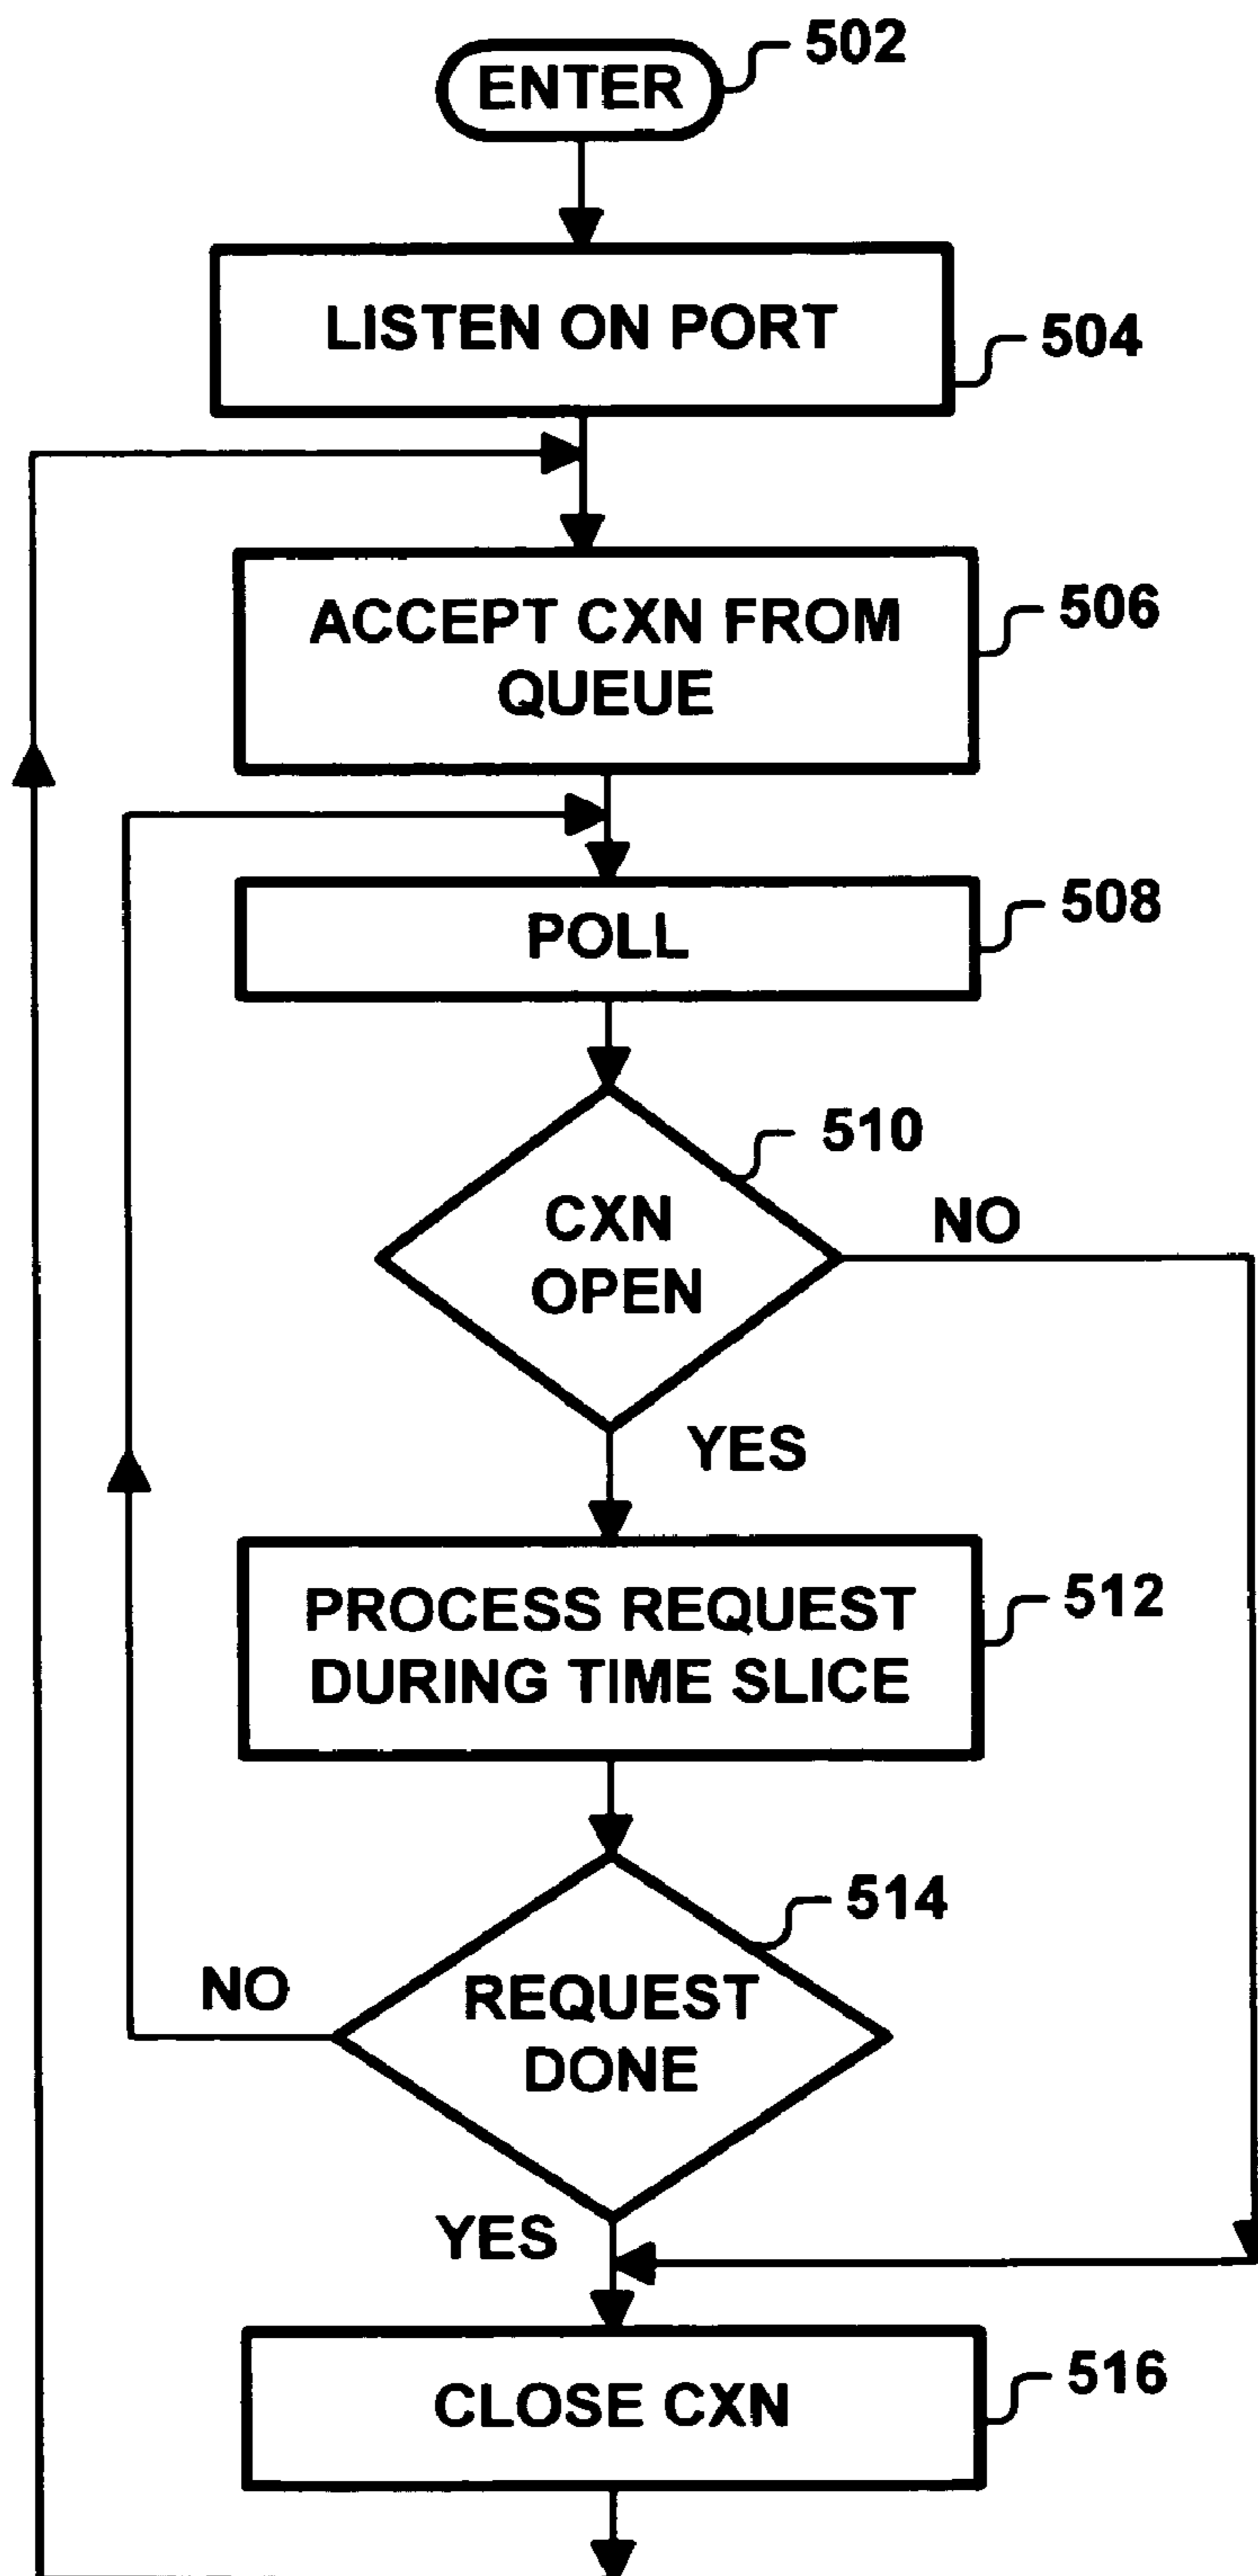 ENTER
502
LISTEN ON PORT
504
ACCEPT CXN FROM
QUEUE
506
POLL
508
510
CXN
OPEN
NO
YES
PROCESS REQUEST
DURING TIME SLICE
512
514
REQUEST
DONE
NO
YES
CLOSE CXN
516